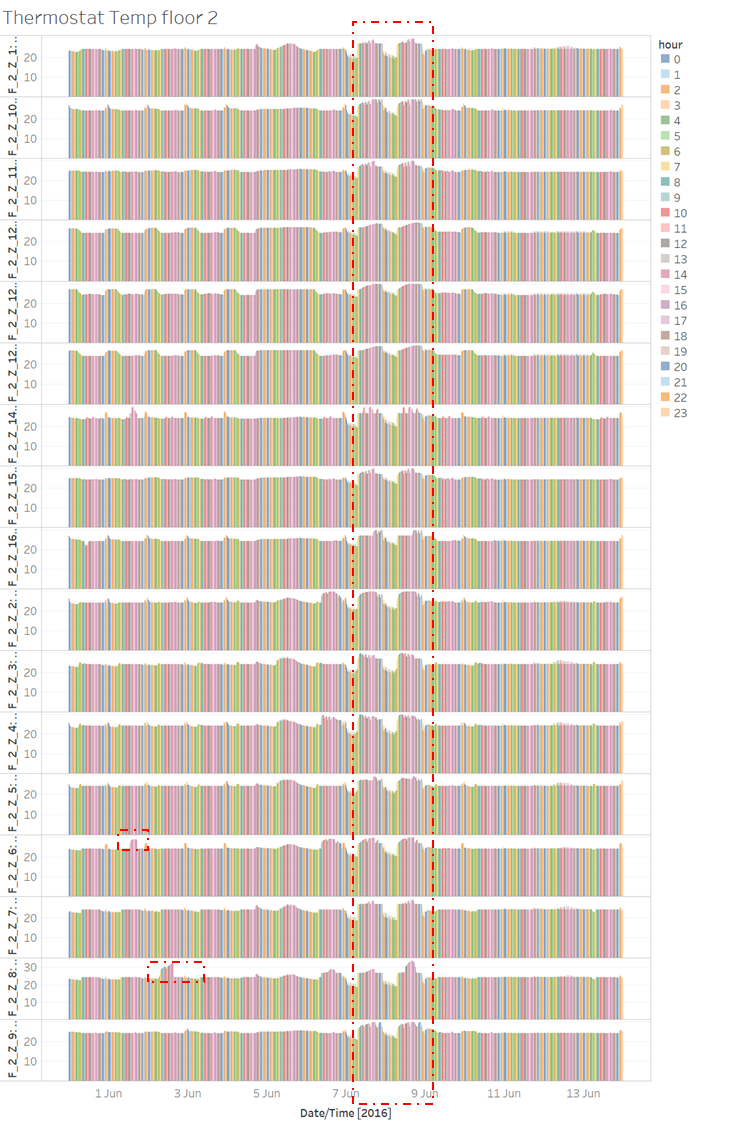 Thermostat Temp floor 2
hour
0
1
2
3
4
5
6
7
8
9
10
11
12
13
14
15
16
17
18
19
20
21
22
23
F_2_Z_1:..
20
10
F_2_Z_10..
20
10
F_2_Z_11..
20
10
F_2_Z_12..
20
10
F_2_Z_12..
20
10
F_2_Z_12..
20
10
F_2_Z_14..
20
10
F_2_Z_15..
20
10
F_2_Z_16..
20
10
F_2_Z_2:..
20
10
F_2_Z_3:..
20
10
F_2_Z_4:..
20
10
F_2_Z_5:..
20
10
F_2_Z_6:..
20
10
F_2_Z_7:..
20
10
F_2_Z_8:..
30
20
10
F_2_Z_9:..
20
10
1 Jun 3 Jun 5 Jun 7 Jun 9 Jun 11 Jun 13 Jun
Date/Time [2016]